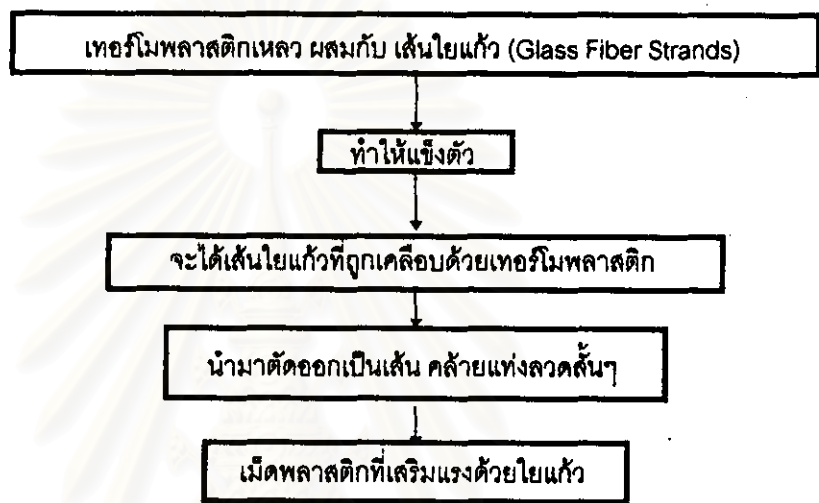 เทอร์โมพลาสติกเหลว ผสมกับ เส้นใยแก้ว (Glass Fiber Strands)
ทำให้แข็งตัว
จะได้เส้นใยแก้วที่ถูกเคลือบด้วยเทอร์โมพลาสติก
นำมาตัดออกเป็นเส้น คล้ายแท่งลวดสั้นๆ
เม็ดพลาสติกที่เสริมแรงด้วยใยแก้ว